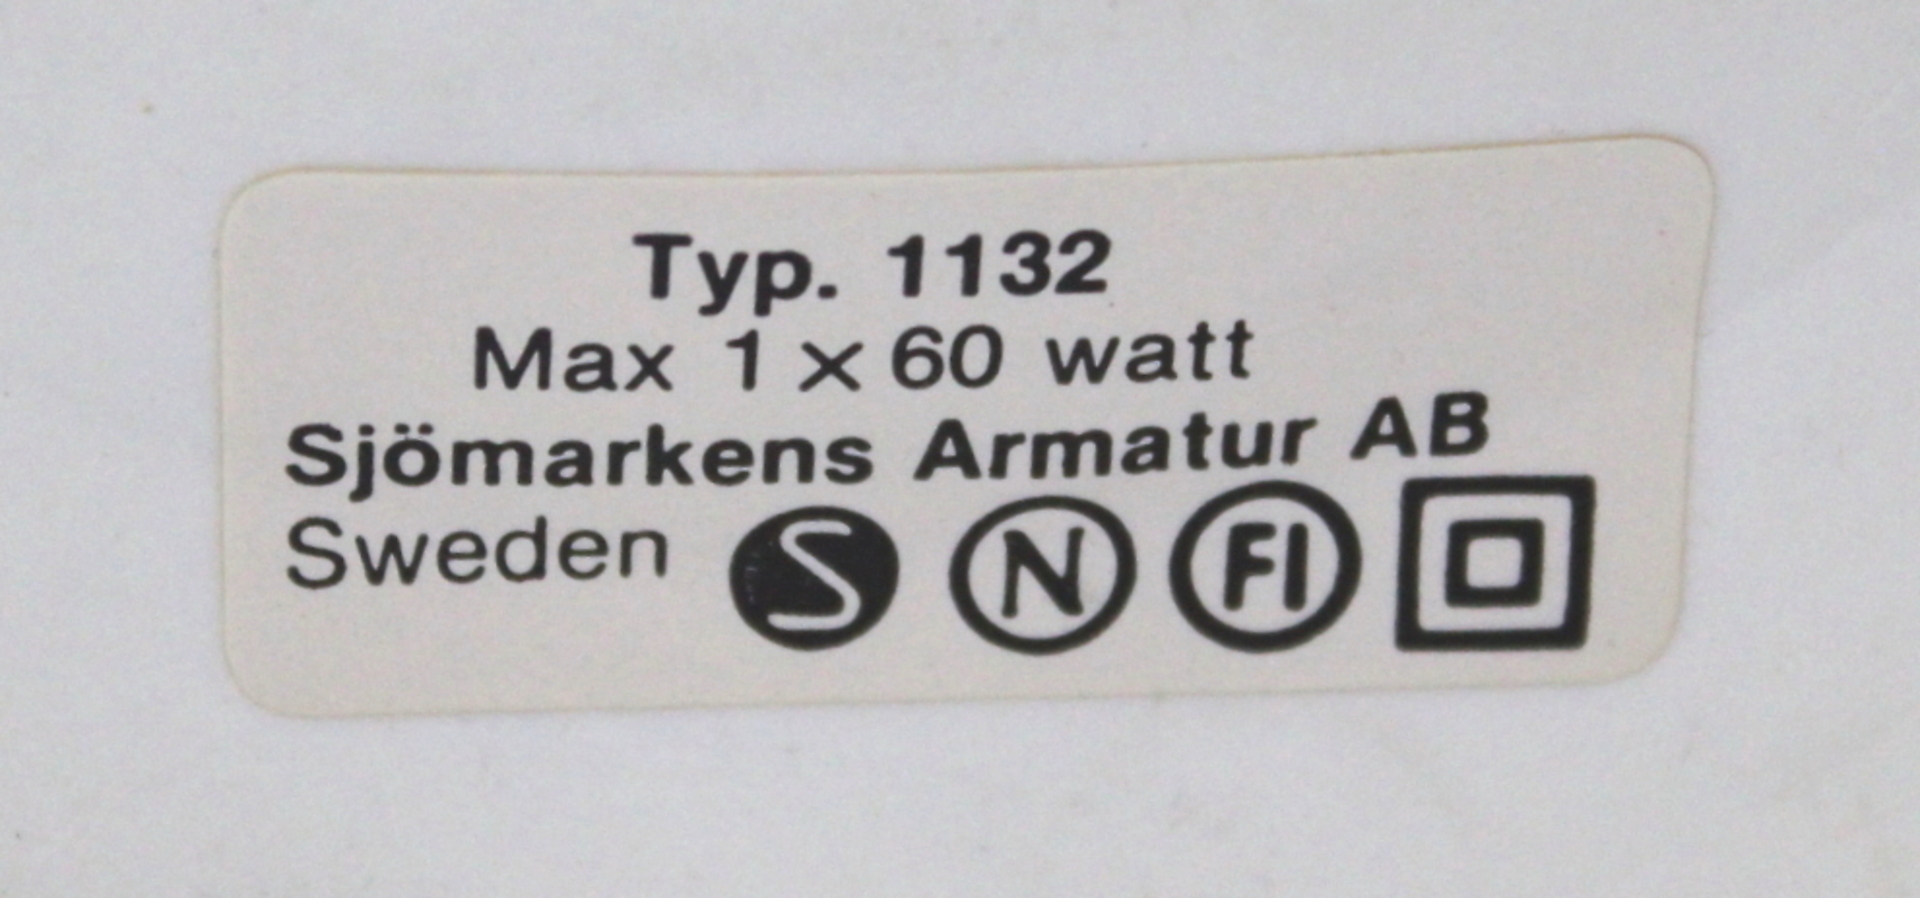 Typ. 1132
Max 1 x 60 watt
Sjömarkens Armatur AB
Sweden S N FI